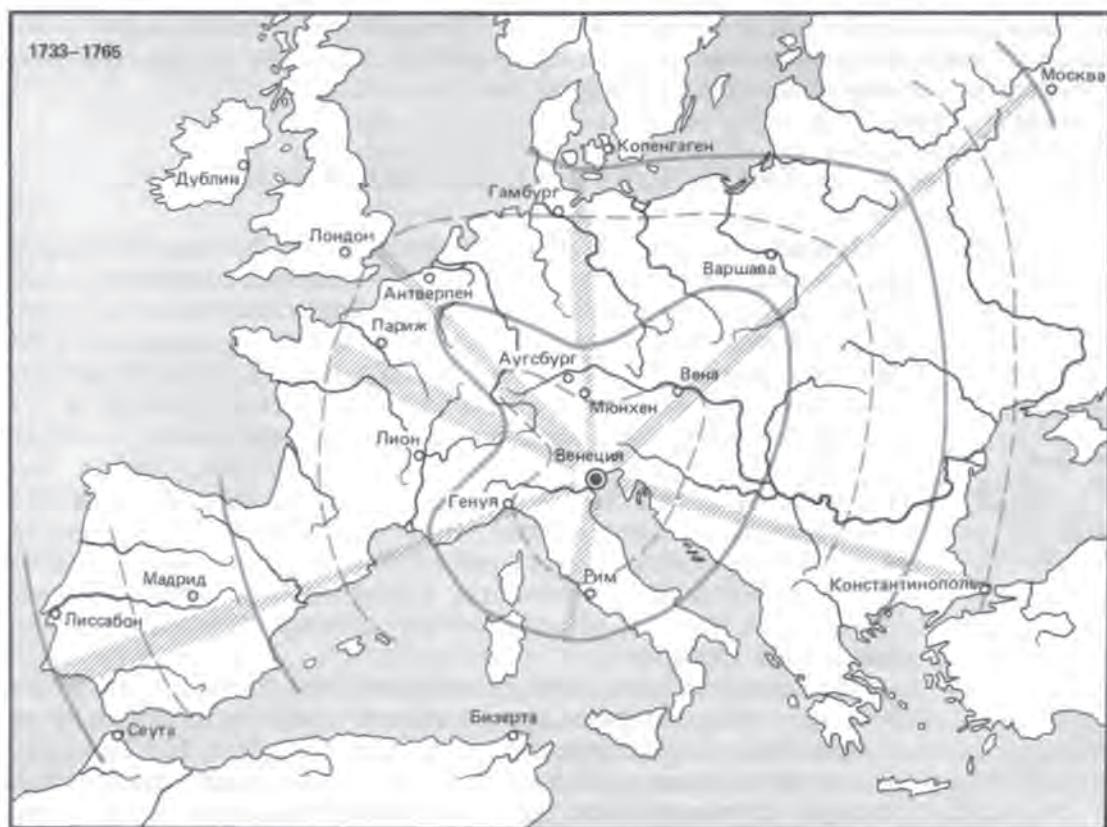 1733–1765
Москва
Копенгаген
Дублин
Гамбург
Лондон
Варшава
Антверпен
Париж
Аугсбург
Вена
Мюнхен
Лион
Венеция
Генуя
Мадрид
Рим
Константинополь
Лиссабон
Сеута
Бизерта